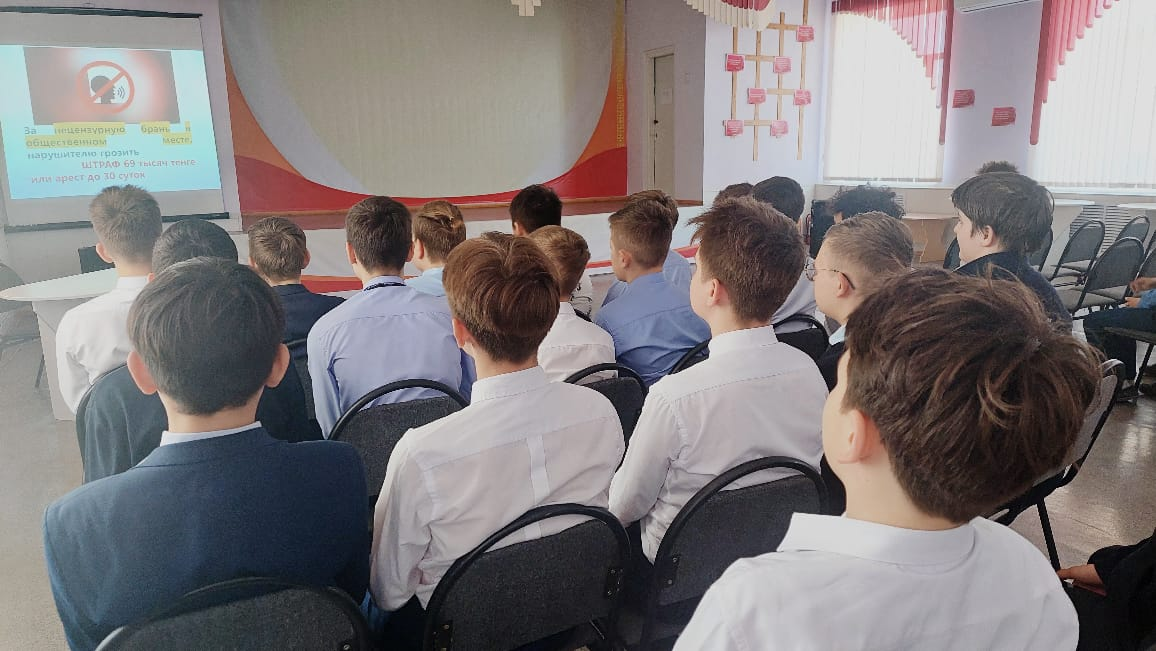 За нецензурную брань в
общественном месте,
нарушителю грозить
ШТРАФ 69 тысяч тенге
или арест до 30 суток